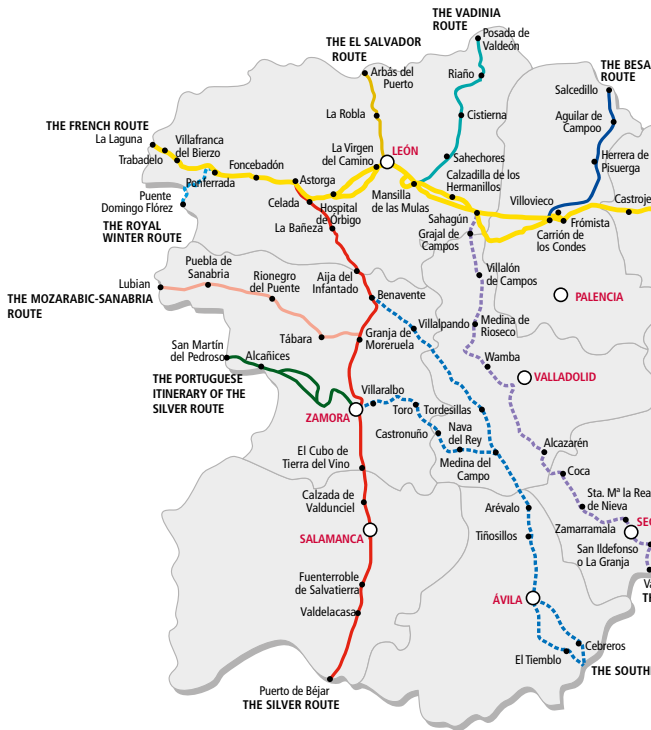 THE VADINIA
ROUTE
Posada de
Valdeón
THE EL SALVADOR
ROUTE
Arbás del
Puerto
Riaño
THE BESA
ROUTE
Salcedillo
La Robla
Cistierna
Aguilar de
Campoo
THE FRENCH ROUTE
La Laguna
Villafranca
del Bierzo
Trabadelo
Foncebadón
Ponferrada
La Virgen
del Camino
LEÓN
Sahechores
Calzadilla de los
Hermanillos
Herrera de
Pisuerga
Astorga
Mansilla
de las Mulas
Villovieco
Castroje
Puente
Domingo Flórez
Celada
Hospital
de Órbigo
Sahagún
Frómista
THE ROYAL
WINTER ROUTE
La Bañeza
Grajal de
Campos
Carrión de
los Condes
Puebla de
Sanabria
Lubian
Rionegro
del Puente
Aija del
Infantado
Villalón
de Campos
THE MOZARABIC-SANABRIA
ROUTE
Benavente
PALENCIA
Tábara
Granja de
Moreruela
Villalpando
Medina de
Rioseco
San Martín
del Pedroso
Alcañices
Wamba
THE PORTUGUESE
ITINERARY OF THE
SILVER ROUTE
Villaralbo
VALLADOLID
ZAMORA
Toro
Tordesillas
Castronuño
Nava
del Rey
El Cubo de
Tierra del Vino
Medina del
Campo
Alcazarén
Coca
Calzada de
Valdunciel
Sta. Mª la Rea
de Nieva
Arévalo
SALAMANCA
Tiñosillos
Zamarramala
SEG
San Ildefonso
o La Granja
Fuenterroble
de Salvatierra
Va
TH
Valdelacasa
ÁVILA
Cebreros
El Tiemblo
THE SOUTH
Puerto de Béjar
THE SILVER ROUTE